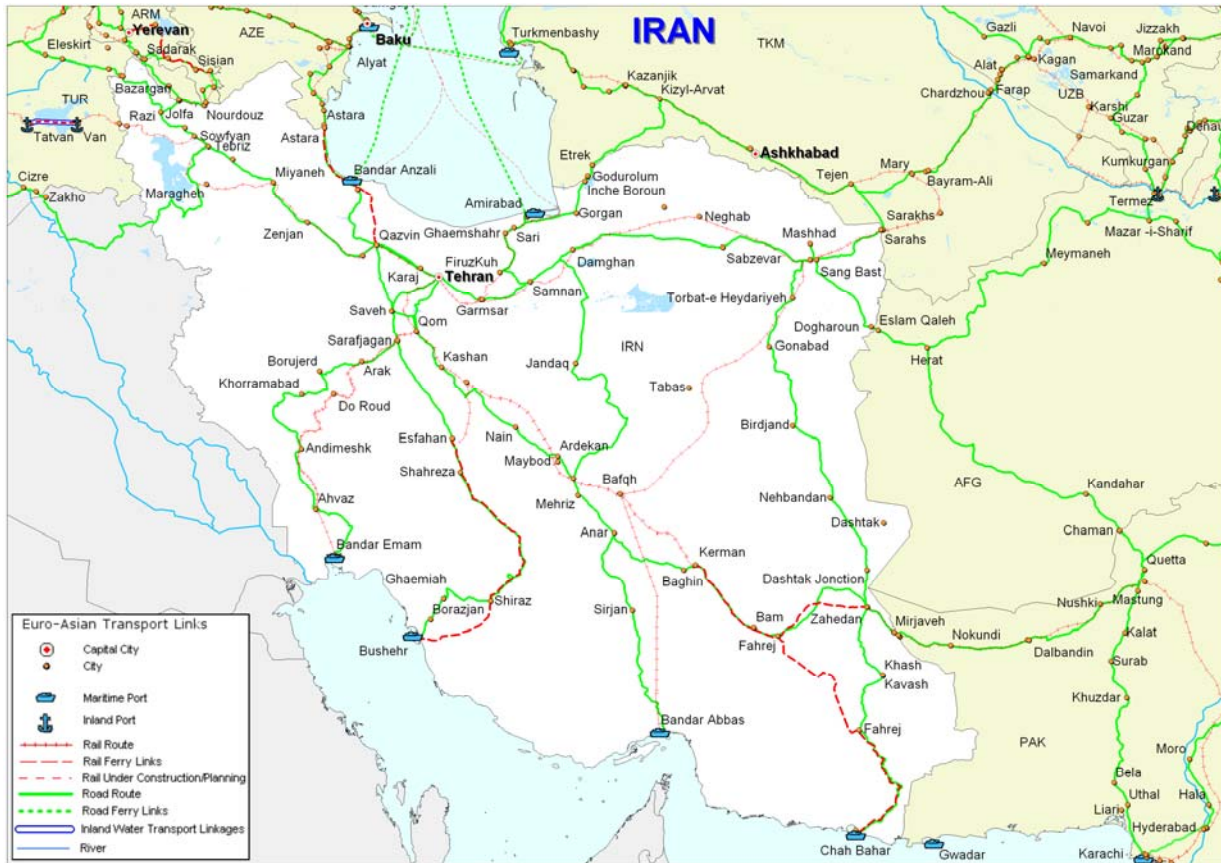 IRAN
ARM
Yerevan
AZE
Baku
Turkmenbashy
TKM
Gazli
Navoi
Jizzakh
Eleskirt
Sadarak
Sisian
Alyat
Kazanjik
Kizyl-Arvat
Alat
Kagan
Marokand
Samarkand
Bazargan
TUR
Razi
Jolfa
Nourdouz
Astara
Chardzhou
Farap
UZB
Karshi
Guzar
Denau
Tatvan
Van
Sowfyan
Tebriz
Astara
Ashkhabad
Kumkurgan
Cizre
Zakho
Maragheh
Miyaneh
Bandar Anzali
Etrek
Godurolum
Inche Boroun
Tejen
Mary
Bayram-Ali
Termez
Amirabad
Gorgan
Neghab
Sarakhs
Mazar -i-Sharif
Zenjan
Qazvin
Ghaemshahr
Sari
Mashhad
Sarahs
Meymaneh
Karaj
Tehran
FiruzKuh
Damghan
Sabzevar
Sang Bast
Samnan
Garmsar
Torbat-e Heydariyeh
Saveh
Qom
Dogharoun
Eslam Qaleh
Sarafjagan
Kashan
IRN
Gonabad
Herat
Borujerd
Arak
Jandaq
Khorramabad
Do Roud
Tabas
Andimeshk
Esfahan
Nain
Ardekan
Birdjand
Maybod
Shahreza
Bafqh
AFG
Kandahar
Ahvaz
Mehriz
Nehbandan
Dashtak
Chaman
Bandar Emam
Anar
Kerman
Quetta
Ghaemiah
Baghin
Dashtak Jonction
Mastung
Borazjan
Shiraz
Sirjan
Bam
Zahedan
Mirjaveh
Nushki
Kalat
Bushehr
Fahrej
Nokundi
Dalbandin
Surab
Khash
Kavash
Khuzdar
Bandar Abbas
Fahrej
PAK
Moro
Bela
Uthal
Hala
Liari
Hyderabad
Chah Bahar
Gwadar
Karachi
Euro-Asian Transport Links
Capital City
City
Maritime Port
Inland Port
Rail Route
Rail Ferry Links
Rail Under Construction/Planning
Road Route
Road Ferry Links
Inland Water Transport Linkages
River